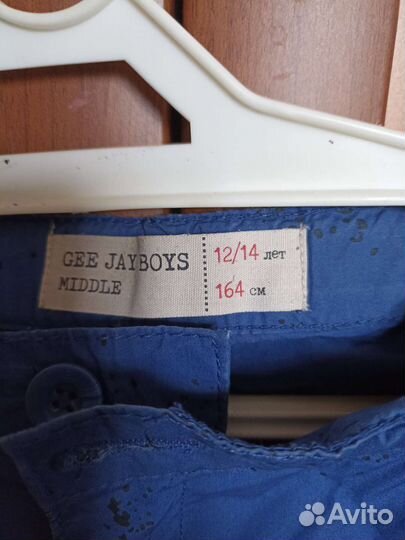 GEE JAYBOYS
MIDDLE
12/14 лет
164 см
Avito